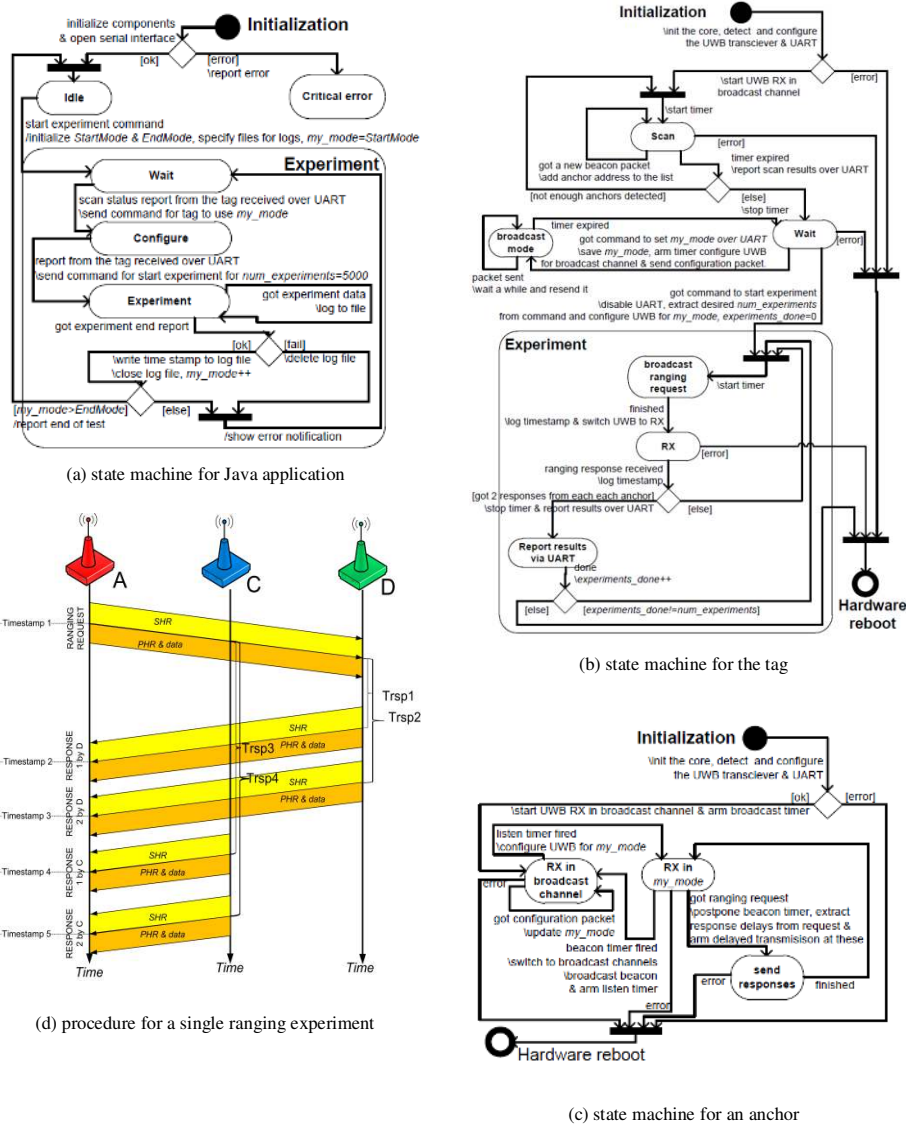 Initialization
initialize components
& open serial interface
[ok]
[error]
\report error
Idle
Critical error
start experiment command
/initialize StartMode & EndMode, specify files for logs, my_mode=StartMode
Experiment
Wait
scan status report from the tag received over UART
\send command for tag to use my_mode
Configure
report from the tag received over UART
\send command for start experiment for num_experiments=5000
Experiment
got experiment data
\log to file
got experiment end report
[ok]
[fail]
\write time stamp to log file
\delete log file
\close log file, my_mode++
[my_mode>EndMode]
[else]
/report end of test
/show error notification
(a) state machine for Java application
Initialization
\init the core, detect and configure
the UWB transciever & UART
[error]
\start UWB RX in
broadcast channel
\start timer
Scan
[error]
got a new beacon packet
\add anchor address to the list
timer expired
\report scan results over UART
[not enough anchors detected]
[else]
\stop timer
broadcast
mode
timer expired
Wait
[error]
got command to set my_mode over UART
\save my_mode, arm timer configure UWB
for broadcast channel & send configuration packet.
packet sent
\wait a while and resend it
got command to start experiment
\disable UART, extract desired num_experiments
from command and configure UWB for my_mode, experiments_done=0
Experiment
broadcast
ranging
request
\start timer
finished
\log timestamp & switch UWB to RX
RX
[error]
ranging response received
\log timestamp
[got 2 responses from each each anchor]
\stop timer & report results over UART
[else]
Report results
via UART
done
\experiments_done++
[else]
[experiments_done!=num_experiments]
Hardware
reboot
(b) state machine for the tag
A
C
D
Timestamp 1
RANGING
REQUEST
SHR
PHR & data
Trsp1
Trsp2
Timestamp 2
RESPONSE
1 by D
SHR
PHR & data
Trsp3
Trsp4
Timestamp 3
RESPONSE
2 by D
SHR
PHR & data
Timestamp 4
RESPONSE
1 by C
SHR
PHR & data
Timestamp 5
RESPONSE
2 by C
SHR
PHR & data
Time
Time
Time
(d) procedure for a single ranging experiment
Initialization
\init the core, detect and configure
the UWB transciever & UART
[ok]
[error]
\start UWB RX in broadcast channel & arm broadcast timer
listen timer fired
\configure UWB for my_mode
RX in
broadcast
channel
RX in
my_mode
error
got configuration packet
\update my_mode
got ranging request
\postpone beacon timer, extract
response delays from request &
& arm delayed transmisison at these
beacon timer fired
\switch to broadcast channels
\broadcast beacon
& arm listen timer
send
responses
error
finished
error
Hardware reboot
(c) state machine for an anchor